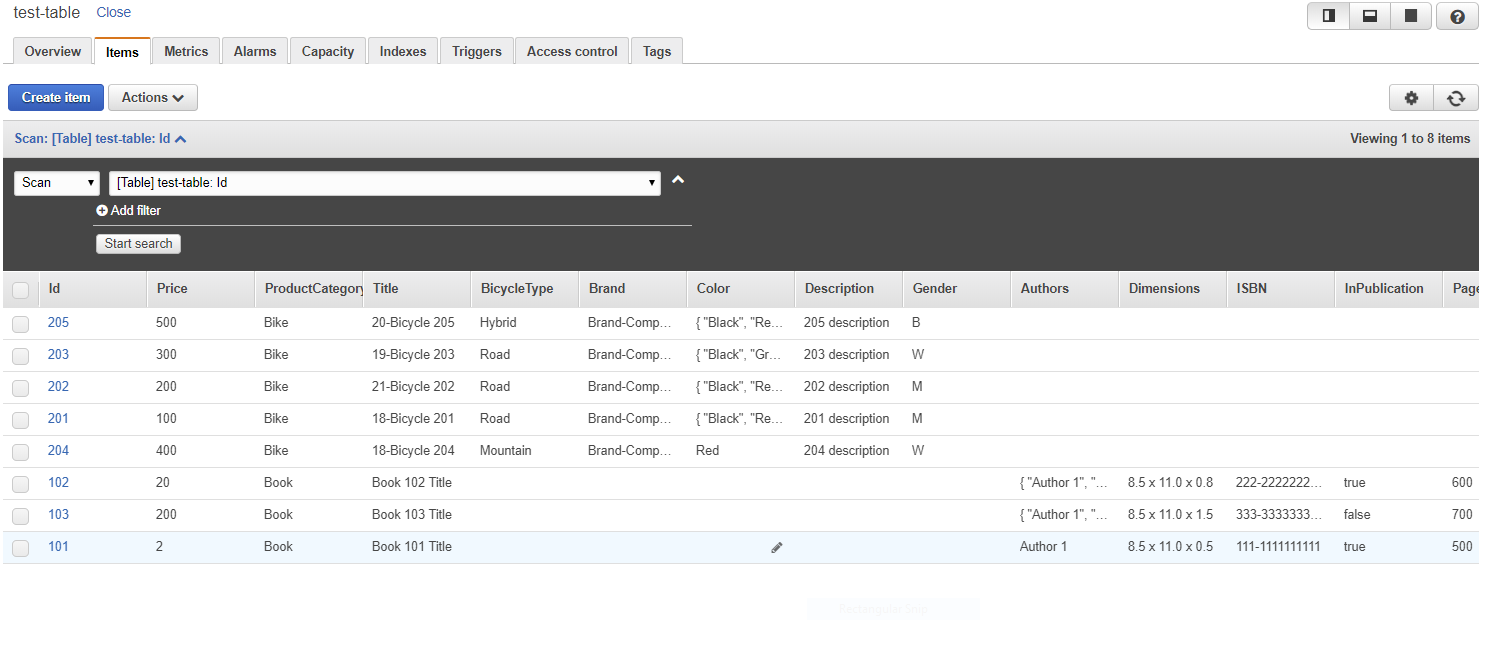 test-table Close
Overview Items Metrics Alarms Capacity Indexes Triggers Access control Tags
Create item Actions
Scan: [Table] test-table: Id Viewing 1 to 8 items
Scan [Table] test-table: Id
Add filter
Start search
Id Price ProductCategory Title BicycleType Brand Color Description Gender Authors Dimensions ISBN InPublication Page
205 500 Bike 20-Bicycle 205 Hybrid Brand-Comp... { "Black", "Re... 205 description B
203 300 Bike 19-Bicycle 203 Road Brand-Comp... { "Black", "Gr... 203 description W
202 200 Bike 21-Bicycle 202 Road Brand-Comp... { "Black", "Re... 202 description M
201 100 Bike 18-Bicycle 201 Road Brand-Comp... { "Black", "Re... 201 description M
204 400 Bike 18-Bicycle 204 Mountain Brand-Comp... Red 204 description W
102 20 Book Book 102 Title { "Author 1", "... 8.5 x 11.0 x 0.8 222-2222222... true 600
103 200 Book Book 103 Title { "Author 1", "... 8.5 x 11.0 x 1.5 333-3333333... false 700
101 2 Book Book 101 Title Author 1 8.5 x 11.0 x 0.5 111-1111111111 true 500